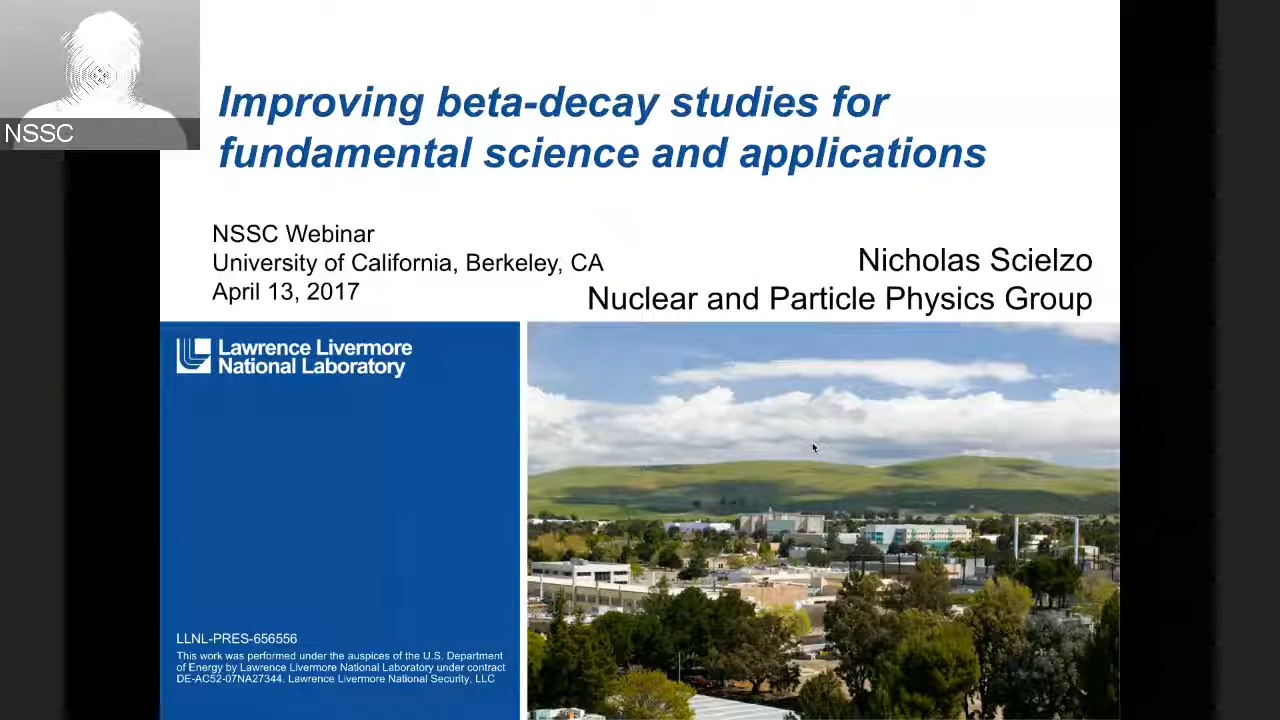 NSSC
Improving beta-decay studies for
fundamental science and applications
NSSC Webinar
University of California, Berkeley, CA
April 13, 2017
Nicholas Scielzo
Nuclear and Particle Physics Group
Lawrence Livermore
National Laboratory
LLNL-PRES-656556
This work was performed under the auspices of the U.S. Department
of Energy by Lawrence Livermore National Laboratory under contract
DE-AC52-07NA27344. Lawrence Livermore National Security, LLC